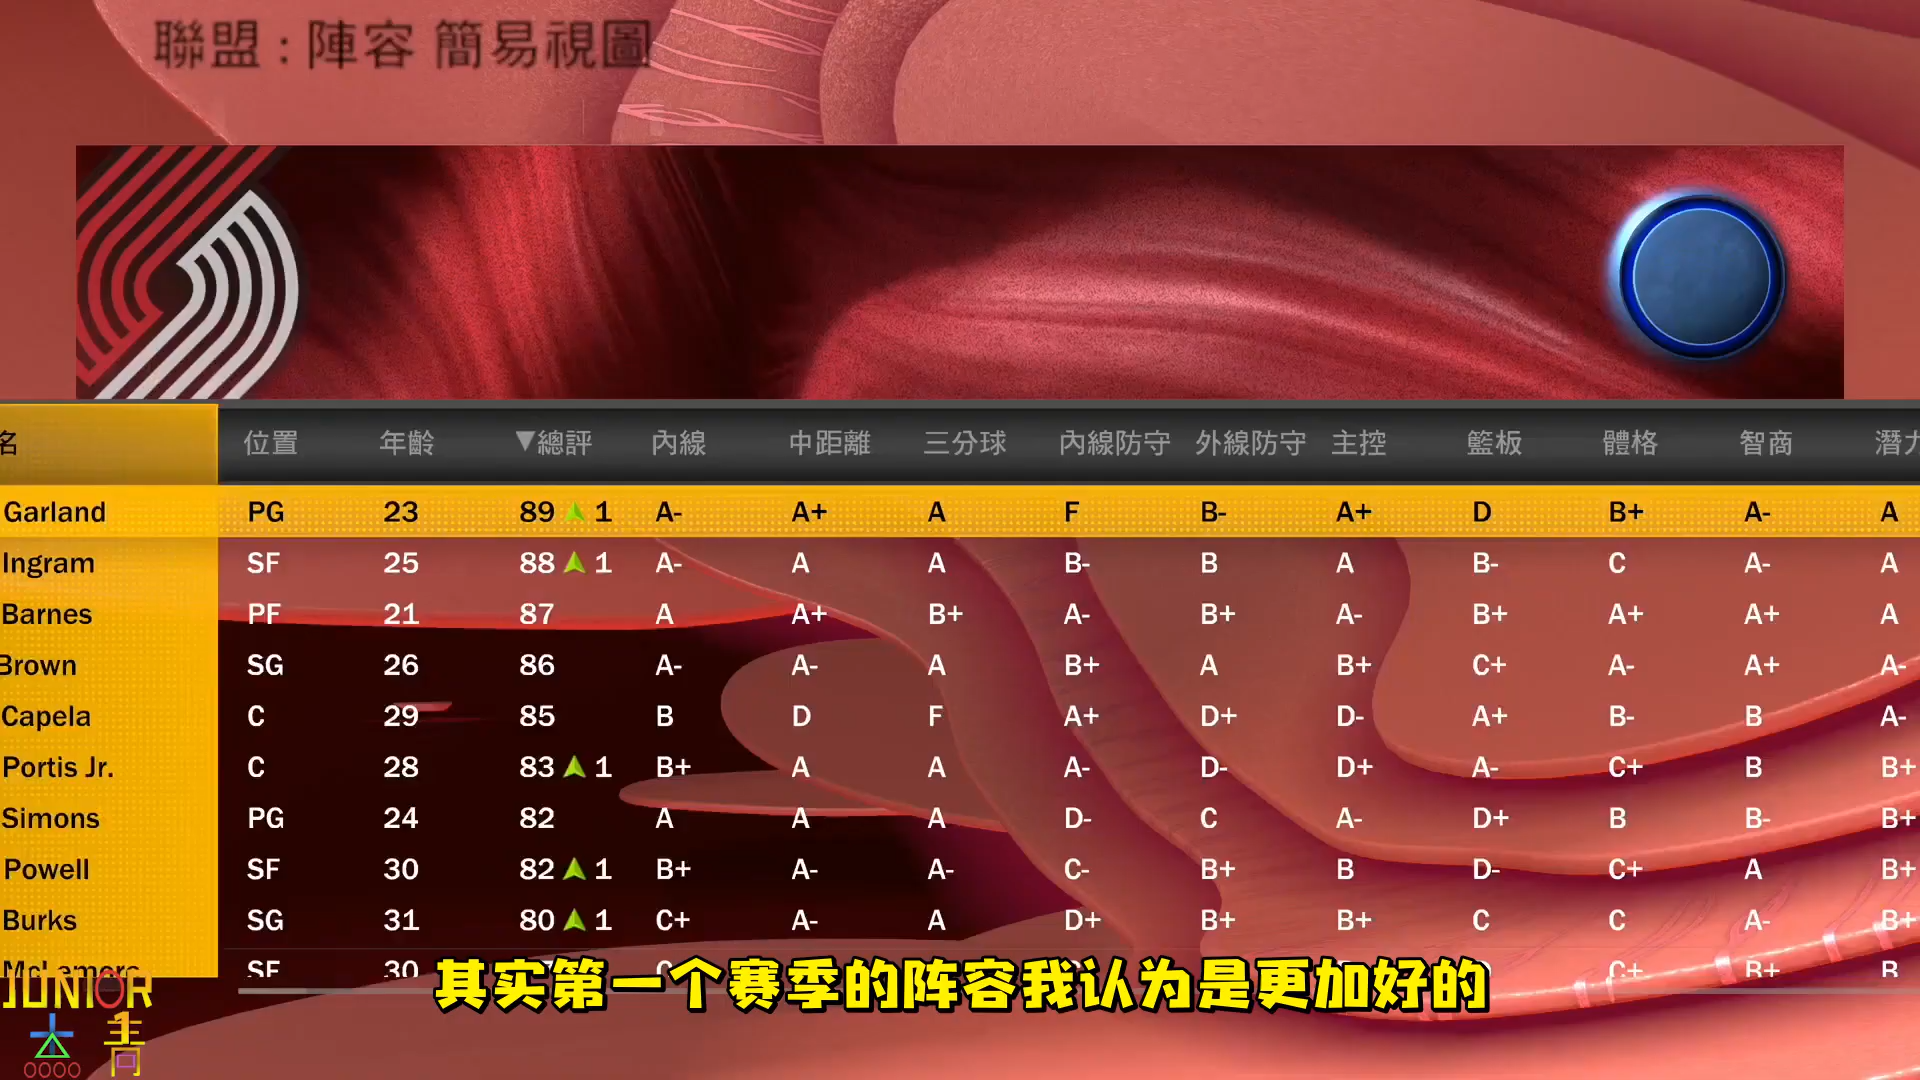 聯盟 : 陣容 簡易視圖
名 位置 年齡 ▼總評 內線 中距離 三分球 內線防守 外線防守 主控 籃板 體格 智商 潛力
Garland PG 23 89 ▲ 1 A- A+ A F B- A+ D B+ A- A
Ingram SF 25 88 ▲ 1 A- A A B- B A B- C A- A
Barnes PF 21 87 A A+ B+ A- B+ A- B+ A+ A+ A
Brown SG 26 86 A- A- A B+ A B+ C+ A- A+ A-
Capela C 29 85 B D F A+ D+ D- A+ B- B A-
Portis Jr. C 28 83 ▲ 1 B+ A A A- D- D+ A- C+ B B+
Simons PG 24 82 A A A D- C A- D+ B B- B+
Powell SF 30 82 ▲ 1 B+ A- A- C- B+ B D- C+ A B+
Burks SG 31 80 ▲ 1 C+ A- A D+ B+ B+ C C A- B+
McLemore SF 30 C+ B+ B
其实第一个赛季的阵容我认为是更加好的
JUNIOR